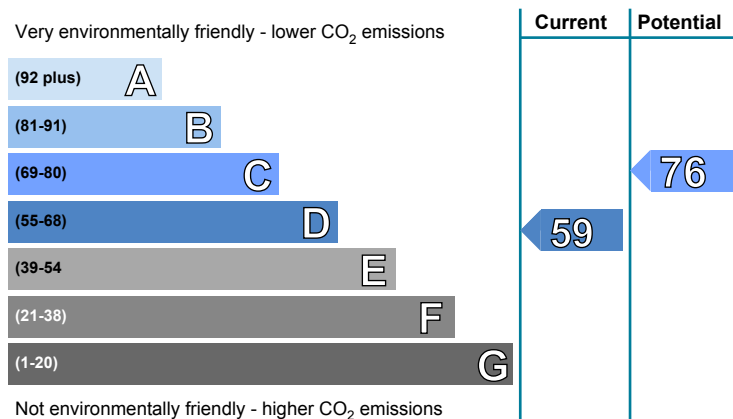 Current Potential
Very environmentally friendly - lower CO₂ emissions
(92 plus) A
(81-91) B
(69-80) C
76
(55-68) D
59
(39-54 E
(21-38) F
(1-20) G
Not environmentally friendly - higher CO₂ emissions